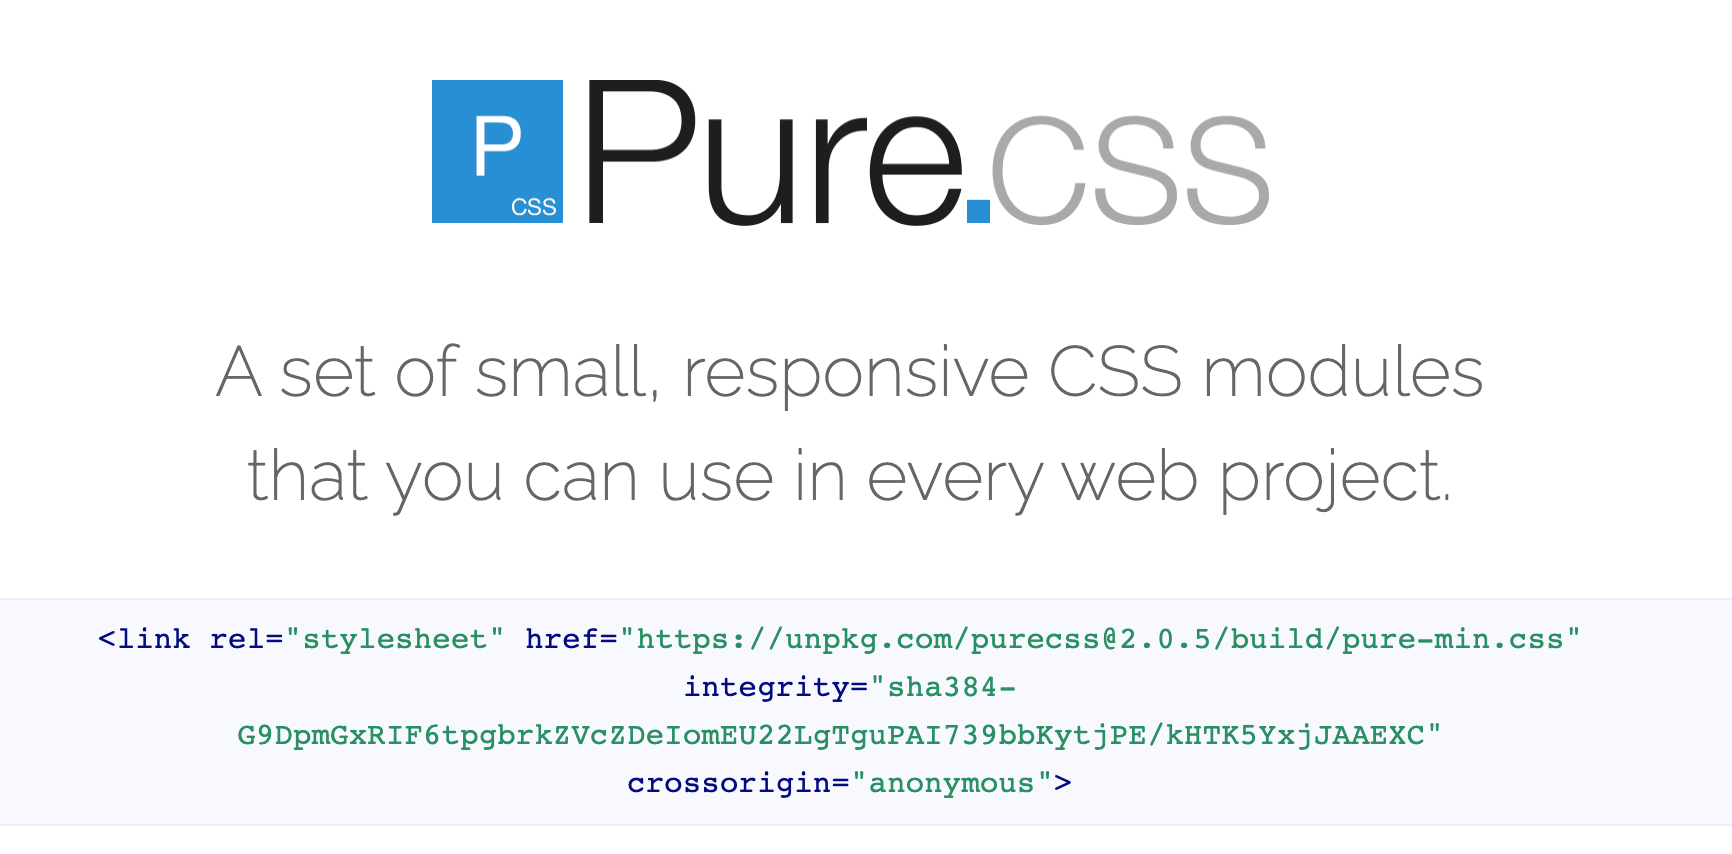 P
CSS
Pure.css
A set of small, responsive CSS modules
that you can use in every web project.
<link rel="stylesheet" href="https://unpkg.com/purecss@2.0.5/build/pure-min.css"
integrity="sha384-
G9DpmGxRIF6tpgbrkZVcZDeIomEU22LgTguPAI739bbKytjPE/kHTK5YxjJAAEXC"
crossorigin="anonymous">